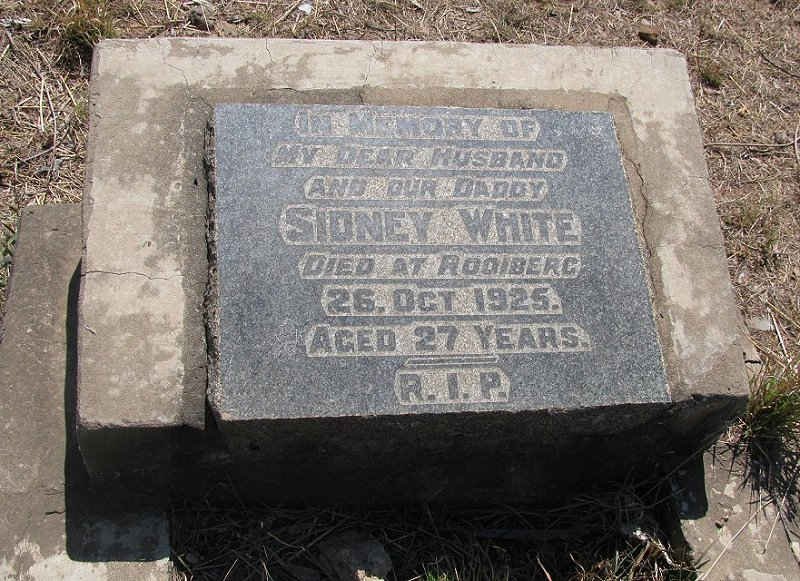 In Memory Of
My Dear Husband
And Our Daddy
Sidney White
Died at Rooiberg
26. Oct 1925.
Aged 27 Years.
R.I.P.